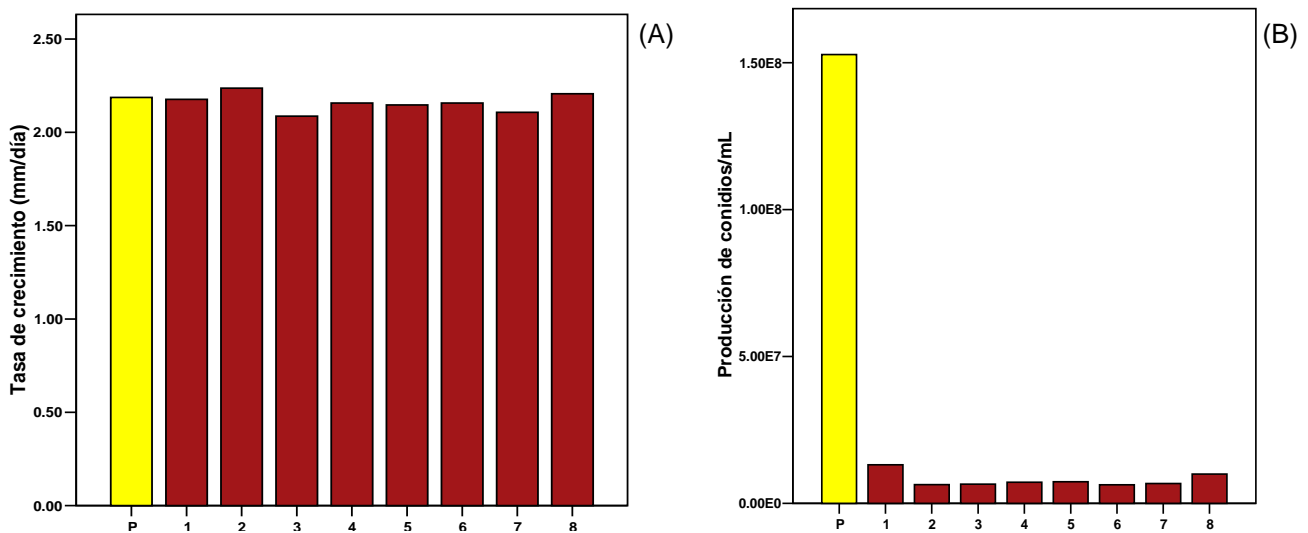 (A)
Tasa de crecimiento (mm/día)
2.50
2.00
1.50
1.00
0.50
0.00
P 1 2 3 4 5 6 7 8
(B)
Producción de conidios/mL
1.50E8
1.00E8
5.00E7
0.00E0
P 1 2 3 4 5 6 7 8